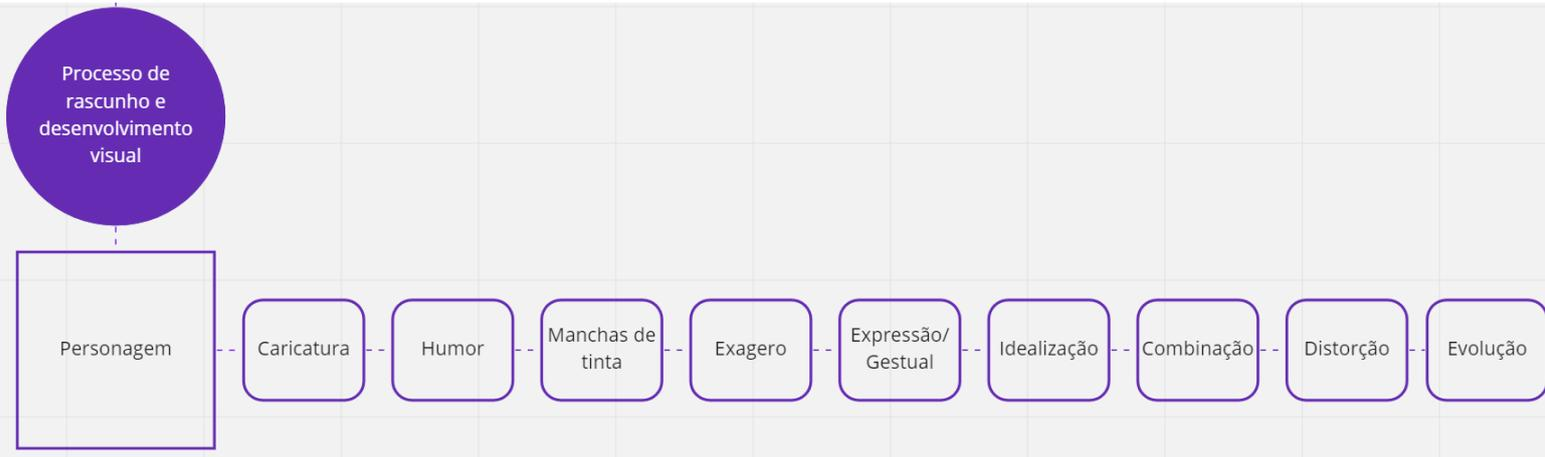 Processo de
rascunho e
desenvolvimento
visual
Personagem
Caricatura
Humor
Manchas de
tinta
Exagero
Expressão/
Gestual
Idealização
Combinação
Distorção
Evolução